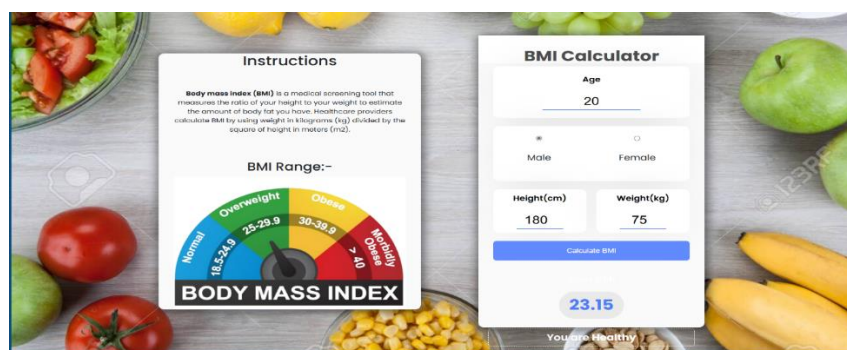 Instructions
Body mass index (BMI) is a medical screening tool that
measures the ratio of your height to your weight to estimate
the amount of body fat you have. Healthcare providers
calculate BMI by using weight in kilograms (kg) divided by the
square of height in meters (m2).
BMI Range:-
Normal
Overweight
Obese
Morbidly
Obese
18.5-24.9
25-29.9
30-39.9
> 40
BODY MASS INDEX
BMI Calculator
Age
20
Male
Female
Height(cm)
Weight(kg)
180
75
Calculate BMI
23.15
You are Healthy
123RF